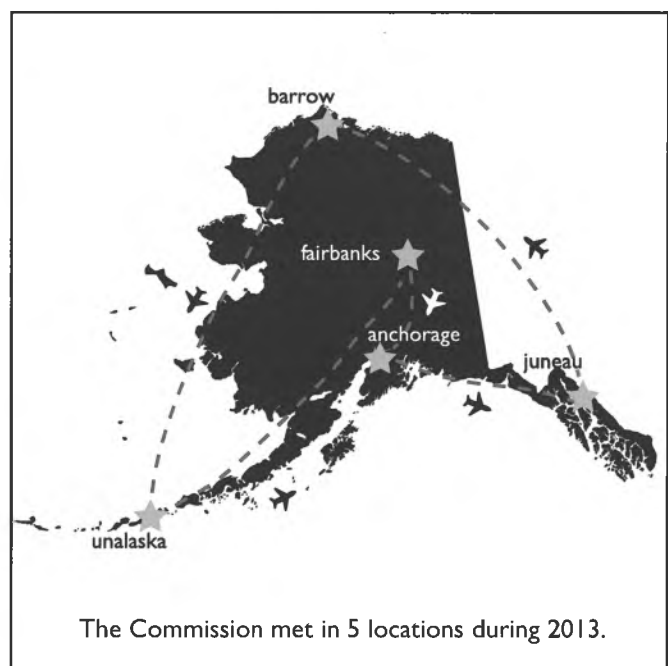 barrow
fairbanks
anchorage
juneau
unalaska
The Commission met in 5 locations during 2013.